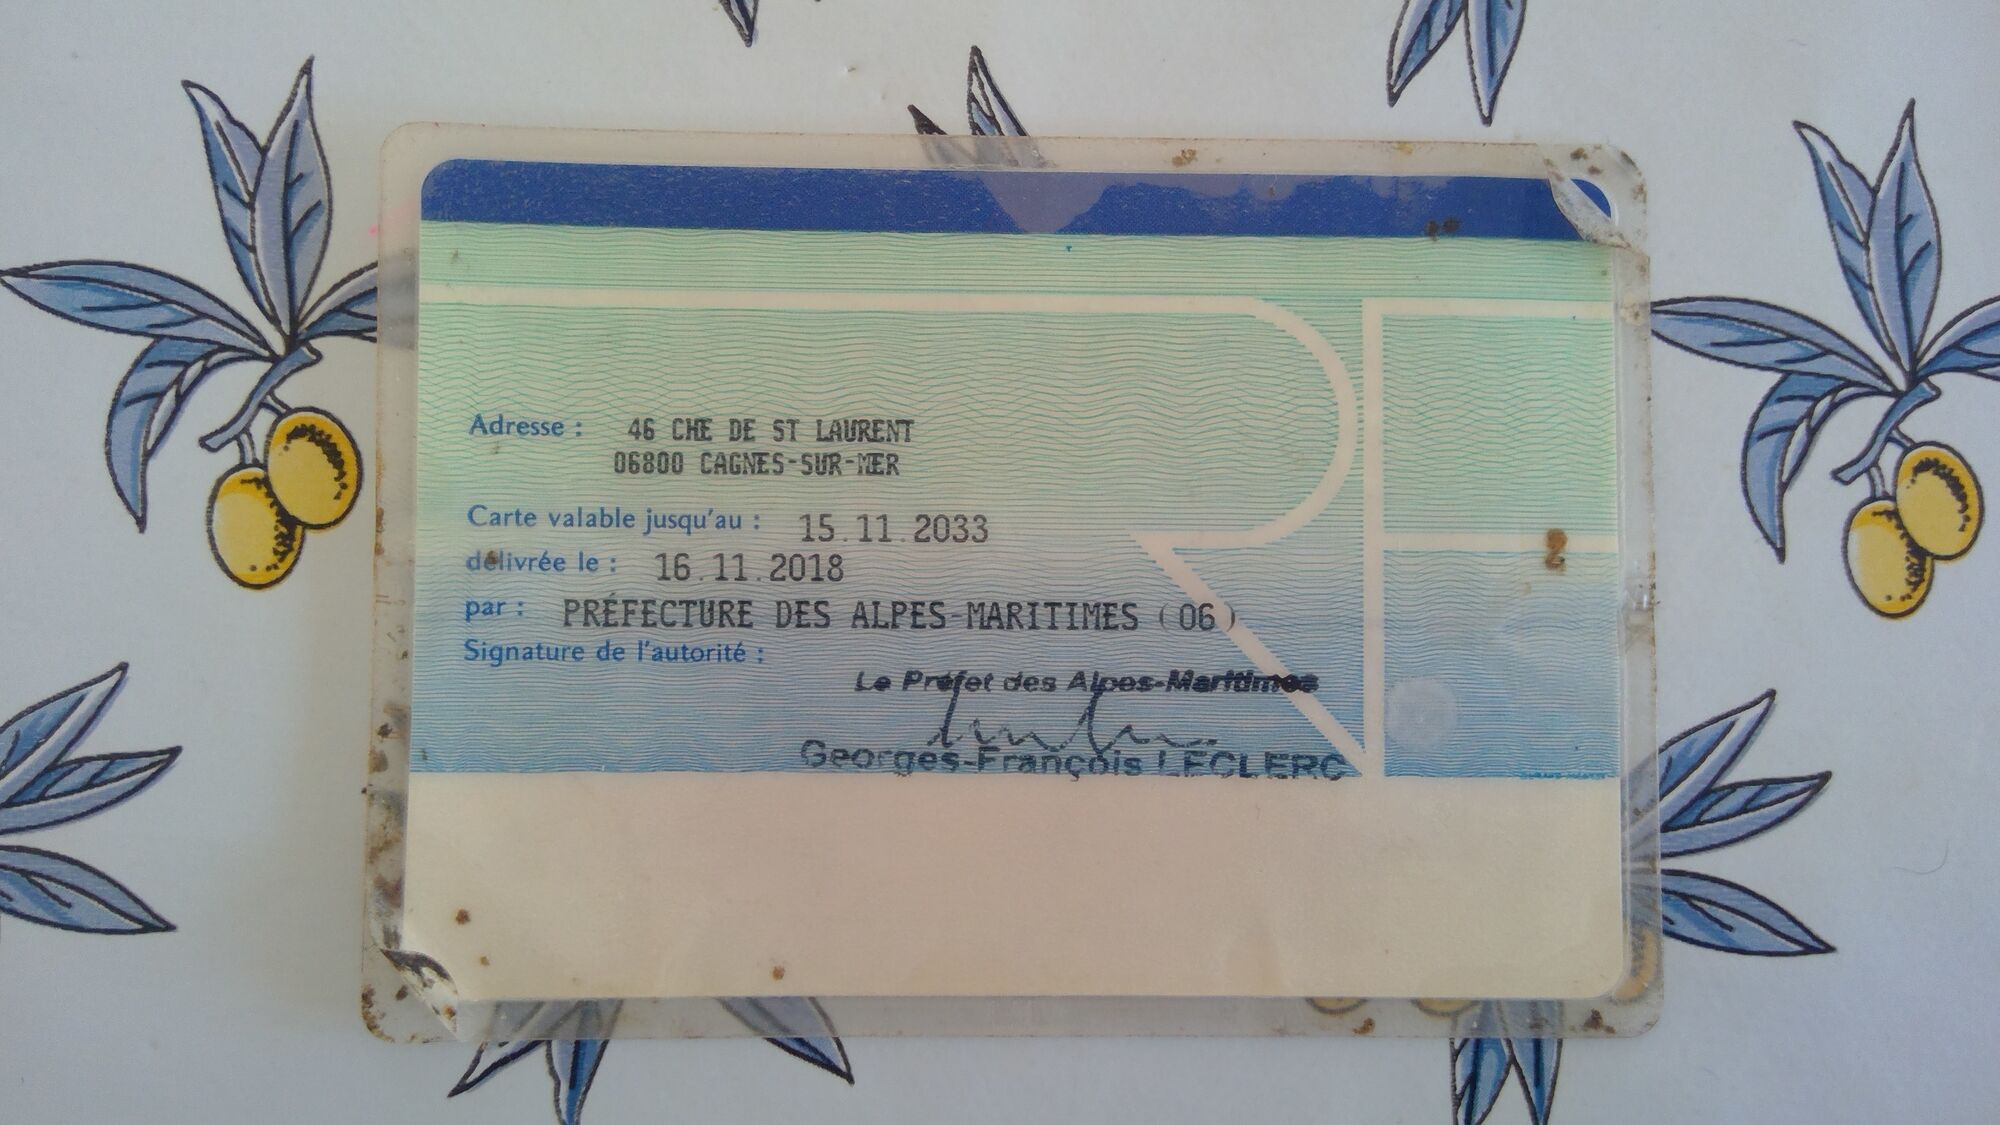 Adresse : 46 CHE DE ST LAURENT
06800 CAGNES-SUR-MER
Carte valable jusqu'au : 15.11.2033
délivrée le : 16.11.2018
par : PRÉFECTURE DES ALPES-MARITIMES (06)
Signature de l'autorité :
Le Préfet des Alpes-Maritimes
Georges-François LECLERC
RF